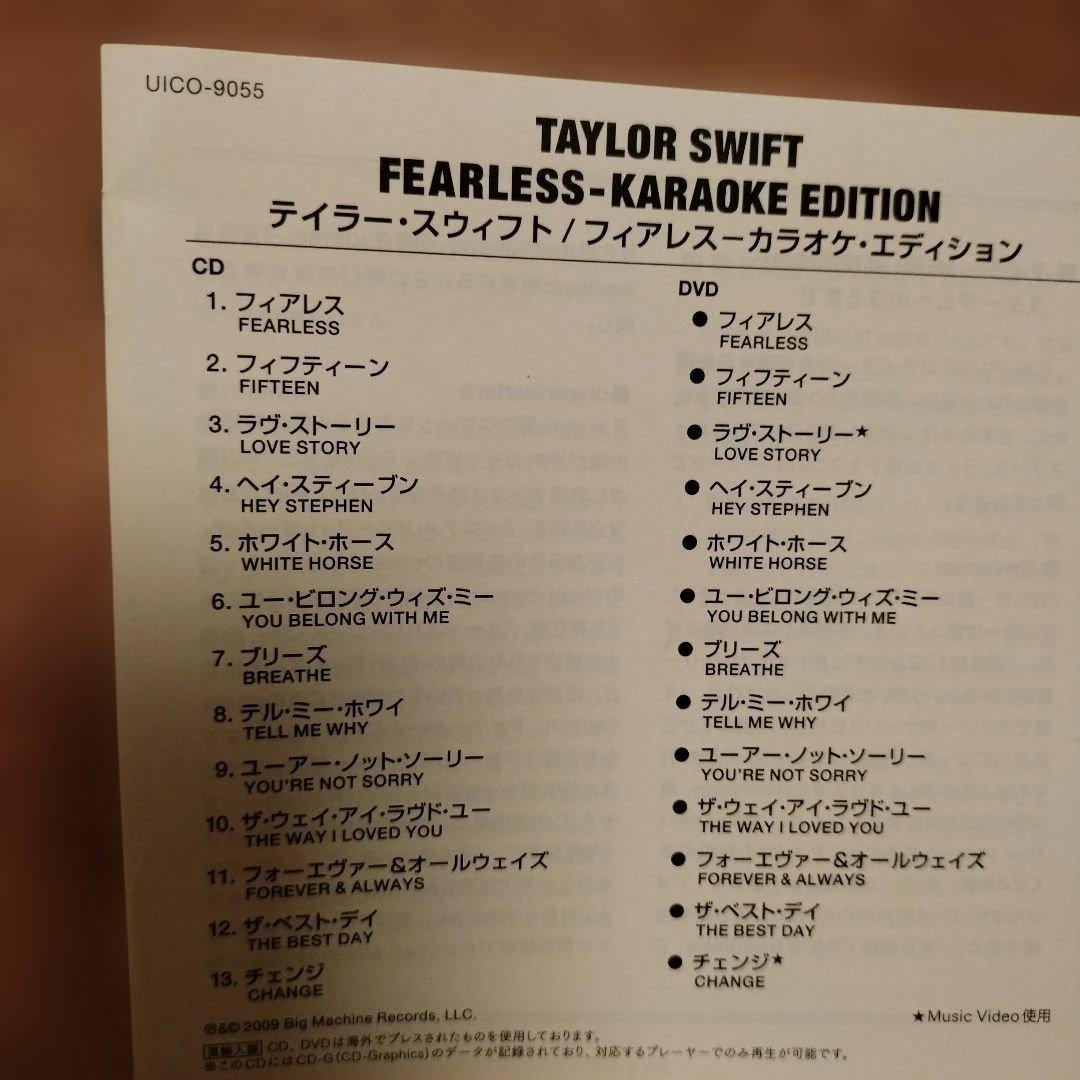 UICO-9055
TAYLOR SWIFT
FEARLESS-KARAOKE EDITION
テイラー・スウィフト / フィアレス－カラオケ・エディション
CD
1. フィアレス
FEARLESS
2. フィフティーン
FIFTEEN
3. ラヴ・ストーリー
LOVE STORY
4. ヘイ・スティーブン
HEY STEPHEN
5. ホワイト・ホース
WHITE HORSE
6. ユー・ビロング・ウィズ・ミー
YOU BELONG WITH ME
7. ブリーズ
BREATHE
8. テル・ミー・ホワイ
TELL ME WHY
9. ユーアー・ノット・ソーリー
YOU'RE NOT SORRY
10. ザ・ウェイ・アイ・ラヴド・ユー
THE WAY I LOVED YOU
11. フォーエヴァー&オールウェイズ
FOREVER & ALWAYS
12. ザ・ベスト・デイ
THE BEST DAY
13. チェンジ
CHANGE
DVD
● フィアレス
FEARLESS
● フィフティーン
FIFTEEN
● ラヴ・ストーリー★
LOVE STORY
● ヘイ・スティーブン
HEY STEPHEN
● ホワイト・ホース
WHITE HORSE
● ユー・ビロング・ウィズ・ミー
YOU BELONG WITH ME
● ブリーズ
BREATHE
● テル・ミー・ホワイ
TELL ME WHY
● ユーアー・ノット・ソーリー
YOU'RE NOT SORRY
● ザ・ウェイ・アイ・ラヴド・ユー
THE WAY I LOVED YOU
● フォーエヴァー&オールウェイズ
FOREVER & ALWAYS
● ザ・ベスト・デイ
THE BEST DAY
● チェンジ★
CHANGE
★Music Video使用
℗&© 2009 Big Machine Records, LLC.
直輸入盤 CD、DVDは海外でプレスされたものを使用しております。
※このCDにはCD-G(CD-Graphics)のデータが記録されており、対応するプレーヤーでのみ再生が可能です。